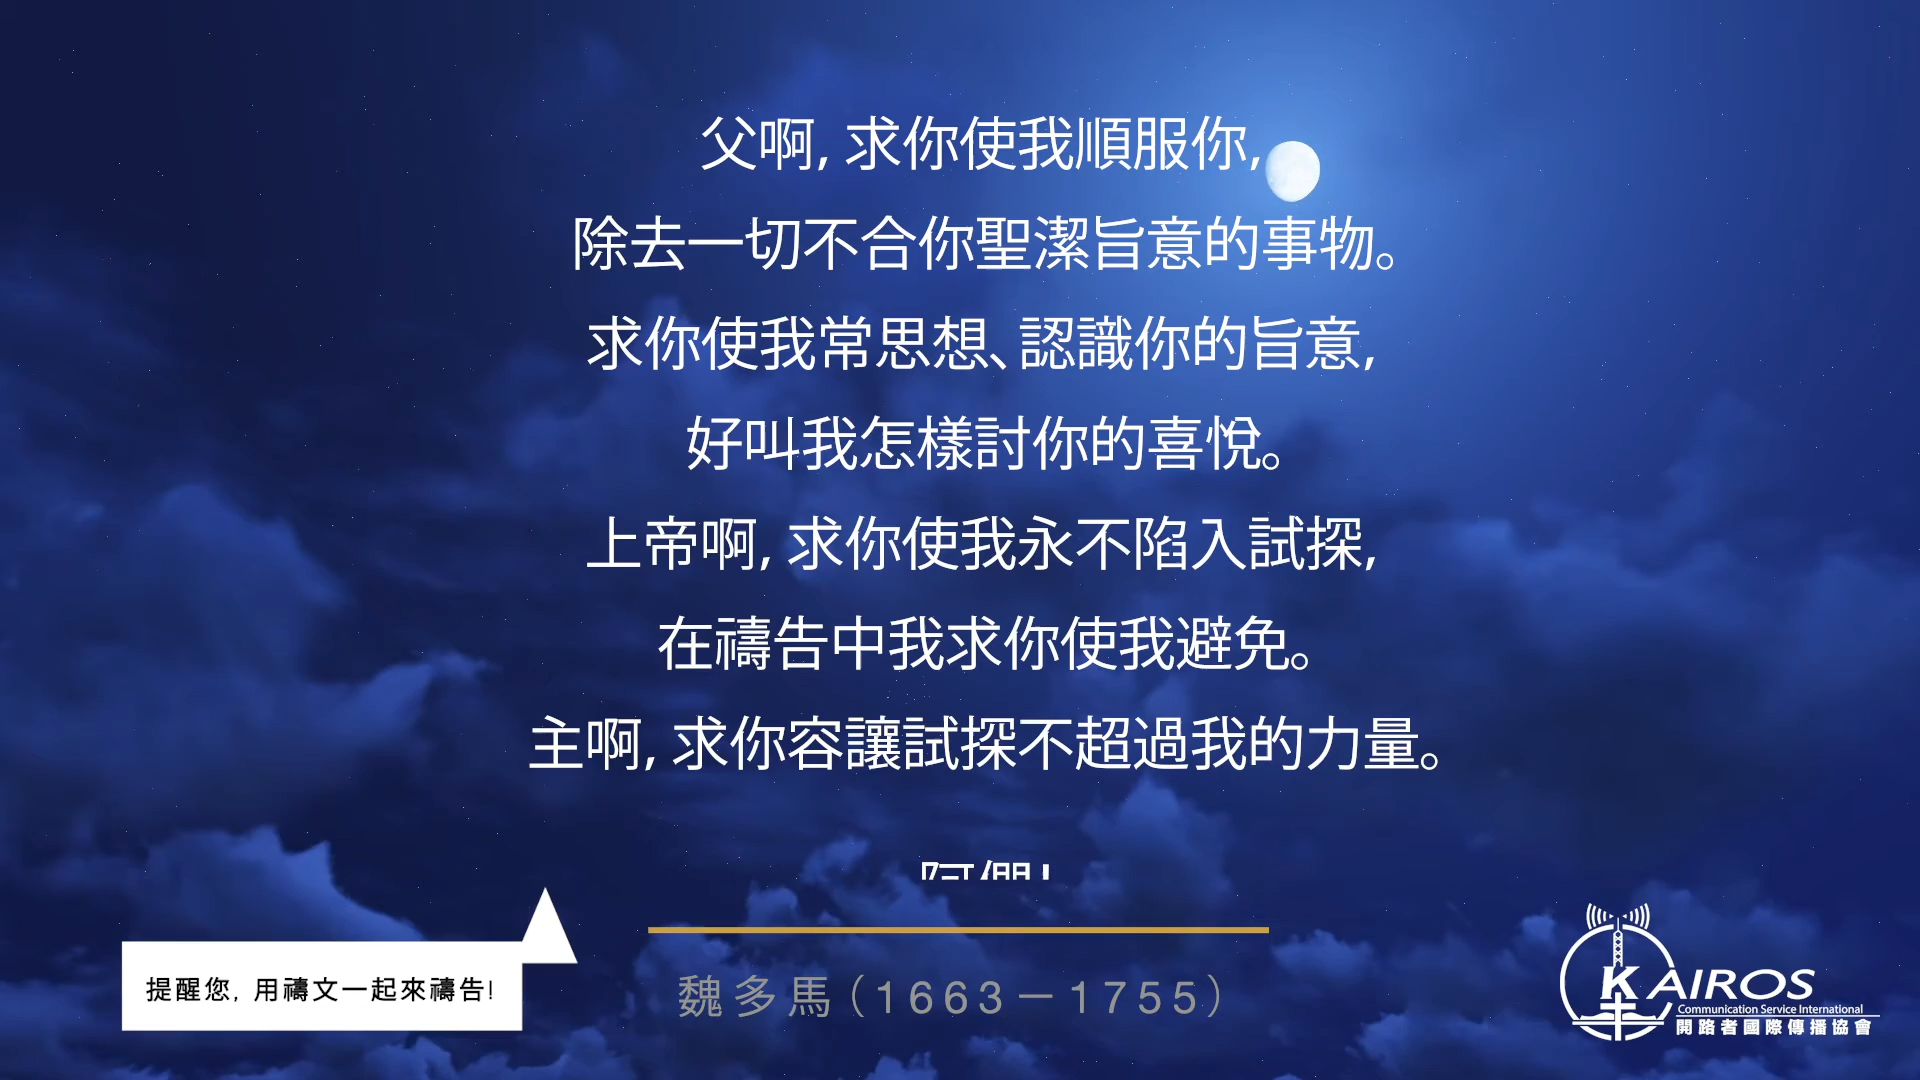 父啊, 求你使我順服你,
除去一切不合你聖潔旨意的事物。
求你使我常思想、認識你的旨意,
好叫我怎樣討你的喜悅。
上帝啊, 求你使我永不陷入試探,
在禱告中我求你使我避免。
主啊, 求你容讓試探不超過我的力量。
提醒您, 用禱文一起來禱告!
魏多馬（1663－1755）
KAIROS
Communication Service International
開路者國際傳播協會